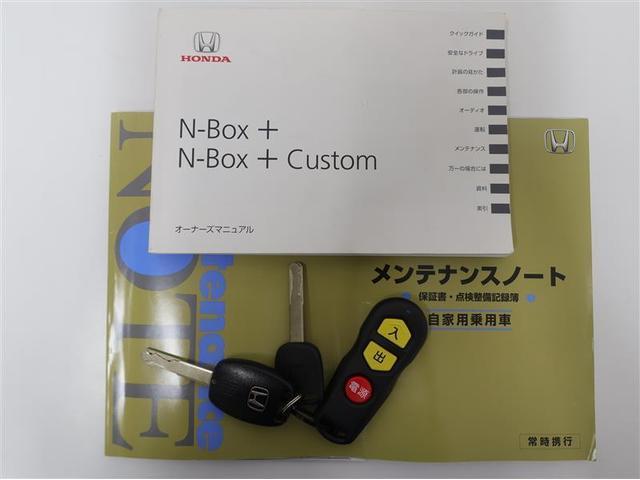 HONDA
N-Box +
N-Box + Custom
オーナーズマニュアル
クイックガイド
安全なドライブ
計器の見かた
各部の操作
オーディオ
運転
メンテナンス
万一の場合には
資料
索引
NOTE
メンテナンスノート
保証書・点検整備記録簿
自家用乗用車
常時携行
入
出
電源